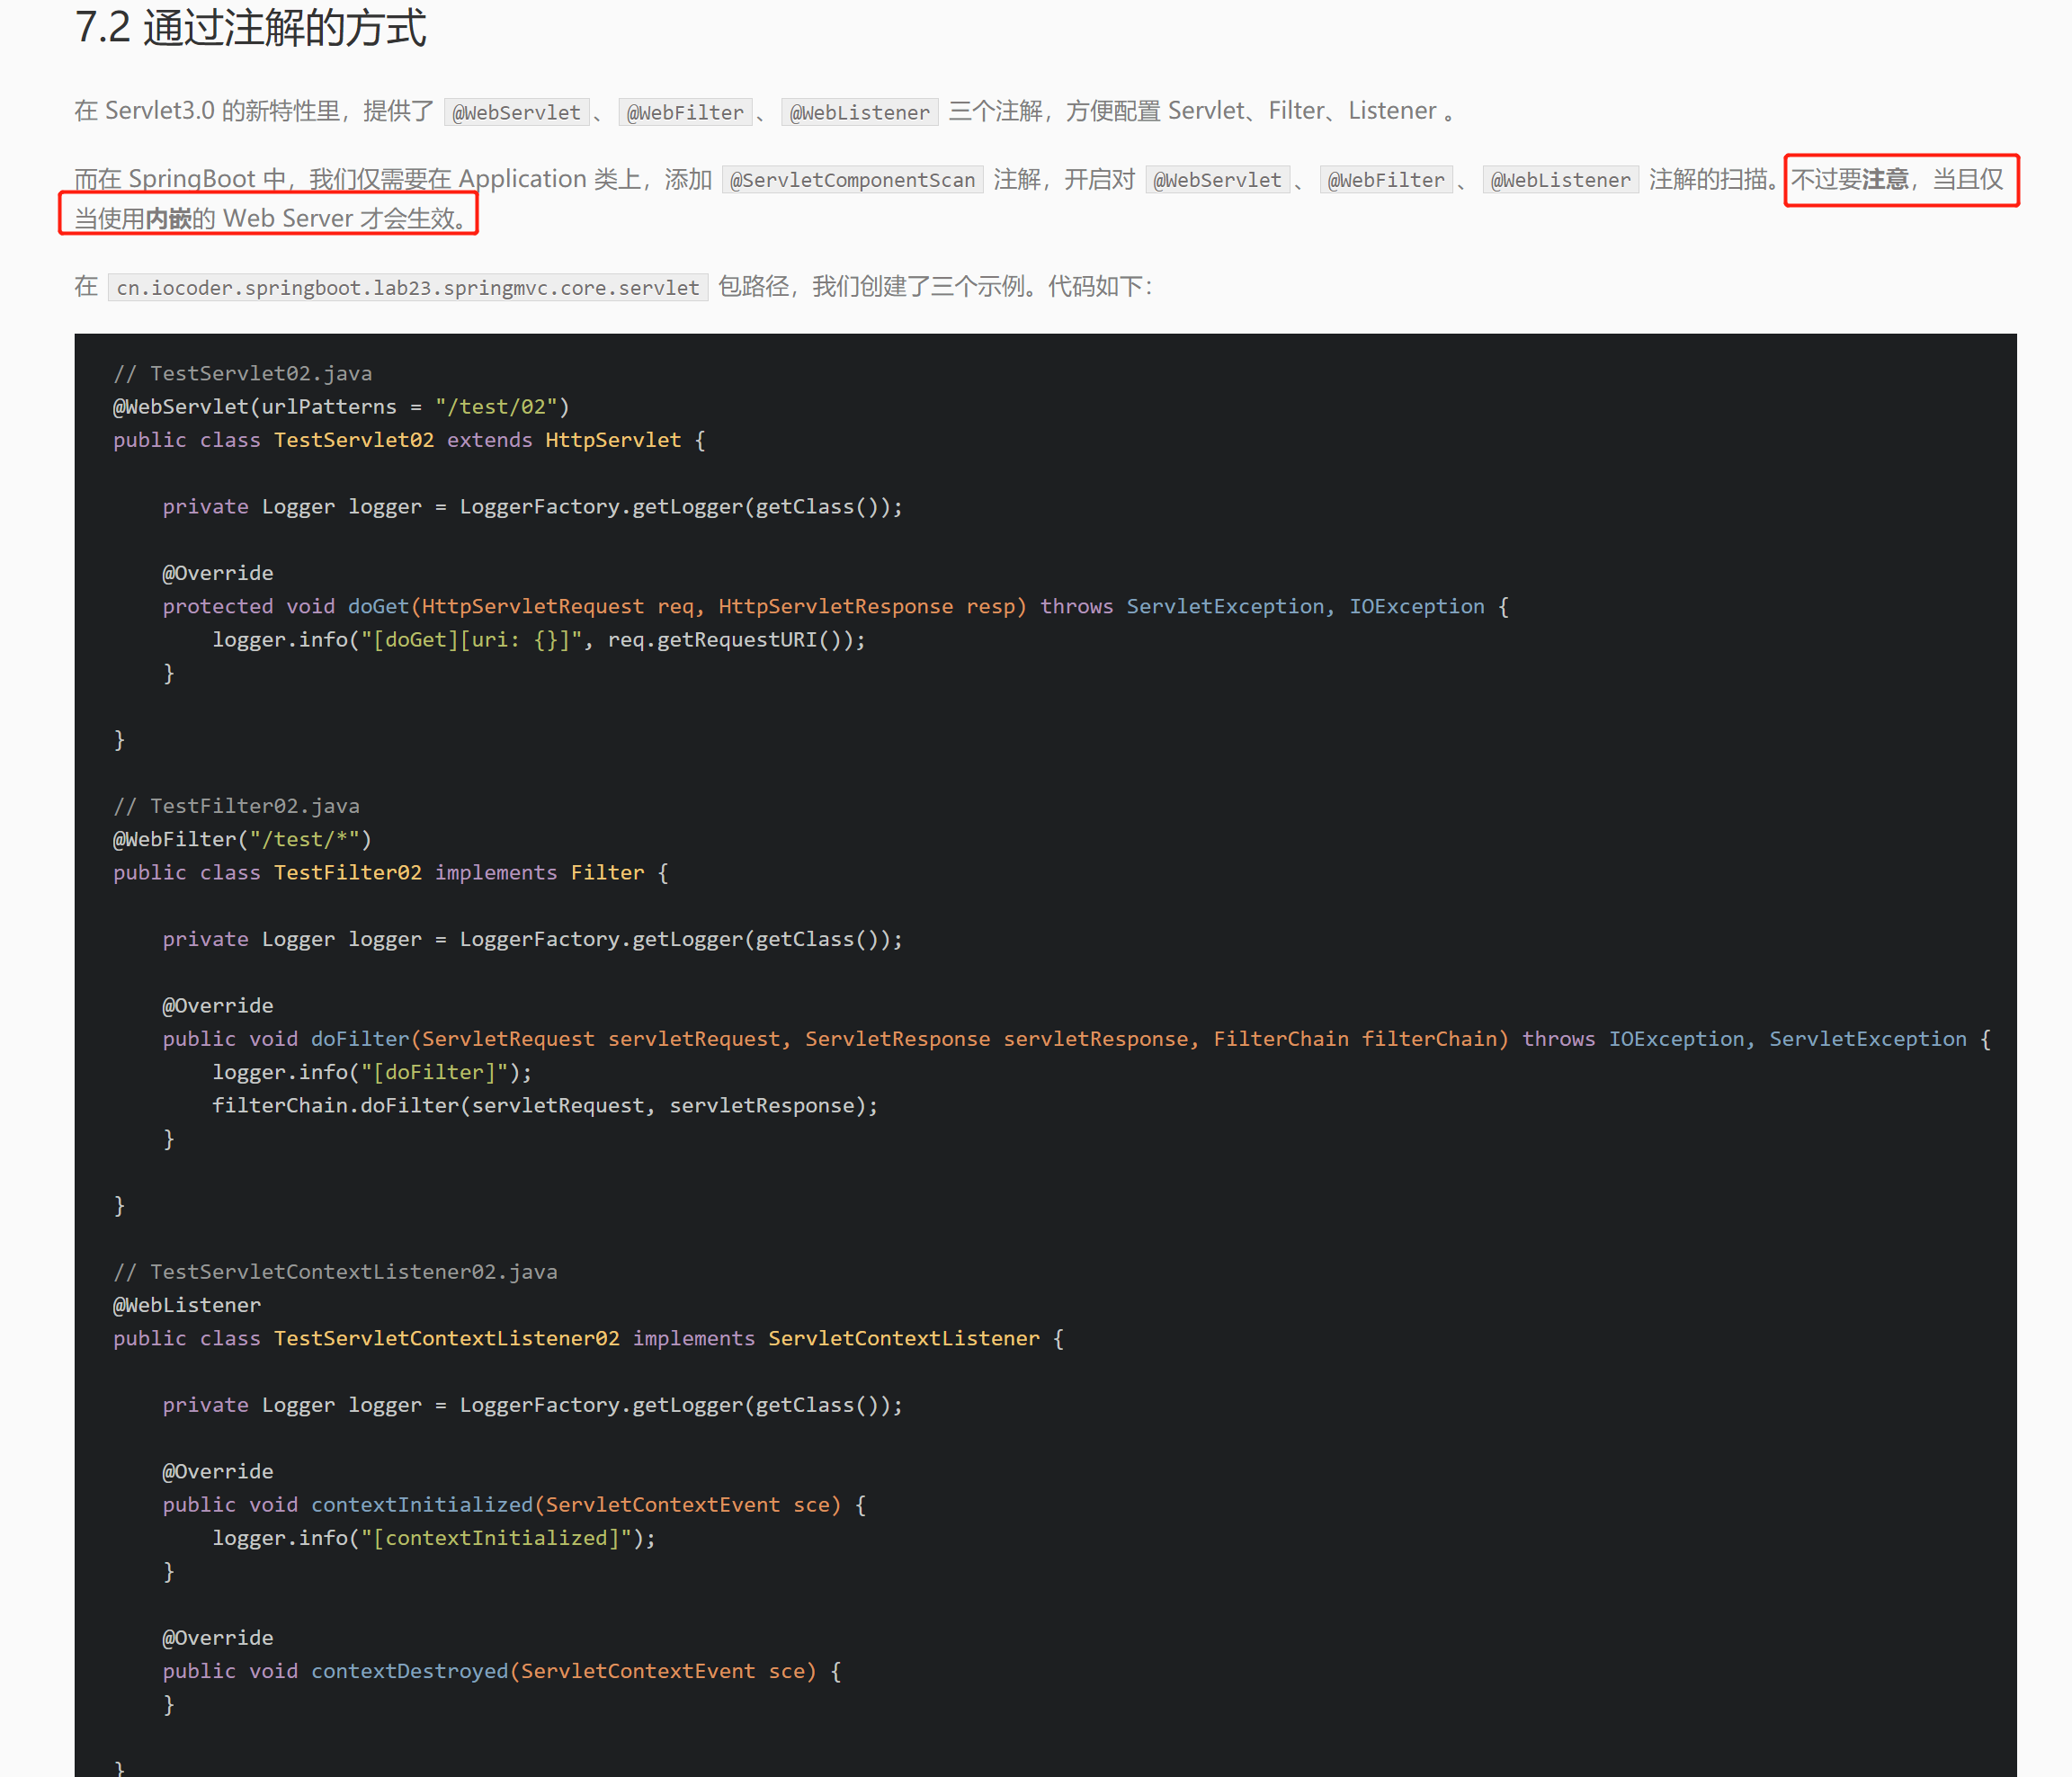 7.2 通过注解的方式
在 Servlet3.0 的新特性里，提供了 @WebServlet 、 @WebFilter 、 @WebListener 三个注解，方便配置 Servlet、Filter、Listener 。
而在 SpringBoot 中，我们仅需要在 Application 类上，添加 @ServletComponentScan 注解，开启对 @WebServlet 、 @WebFilter 、 @WebListener 注解的扫描。不过要注意，当且仅
当使用内嵌的 Web Server 才会生效。
在 cn.iocoder.springboot.lab23.springmvc.core.servlet 包路径，我们创建了三个示例。代码如下：
// TestServlet02.java
@WebServlet(urlPatterns = "/test/02")
public class TestServlet02 extends HttpServlet {
    private Logger logger = LoggerFactory.getLogger(getClass());
    @Override
    protected void doGet(HttpServletRequest req, HttpServletResponse resp) throws ServletException, IOException {
        logger.info("[doGet][uri: {}]", req.getRequestURI());
    }
}
// TestFilter02.java
@WebFilter("/test/*")
public class TestFilter02 implements Filter {
    private Logger logger = LoggerFactory.getLogger(getClass());
    @Override
    public void doFilter(ServletRequest servletRequest, ServletResponse servletResponse, FilterChain filterChain) throws IOException, ServletException {
        logger.info("[doFilter]");
        filterChain.doFilter(servletRequest, servletResponse);
    }
}
// TestServletContextListener02.java
@WebListener
public class TestServletContextListener02 implements ServletContextListener {
    private Logger logger = LoggerFactory.getLogger(getClass());
    @Override
    public void contextInitialized(ServletContextEvent sce) {
        logger.info("[contextInitialized]");
    }
    @Override
    public void contextDestroyed(ServletContextEvent sce) {
    }
}